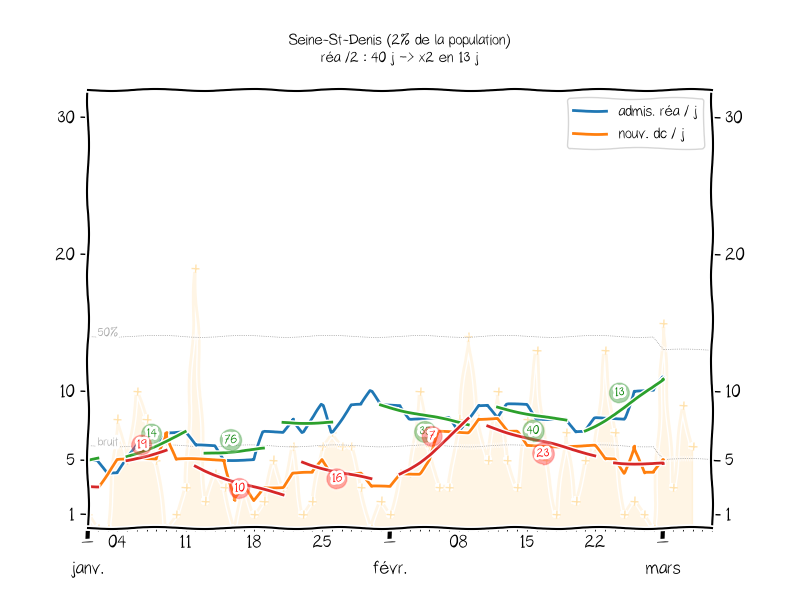 Seine-St-Denis (2% de la population)
réa /2 : 40 j -> x2 en 13 j
admis. réa / j
nouv. dc / j
30 30
20 20
50%
10 13 10
14 19 76 7 40
bruit
5 23 5
10 16
1 1
04 11 18 25 08 15 22
janv. févr. mars